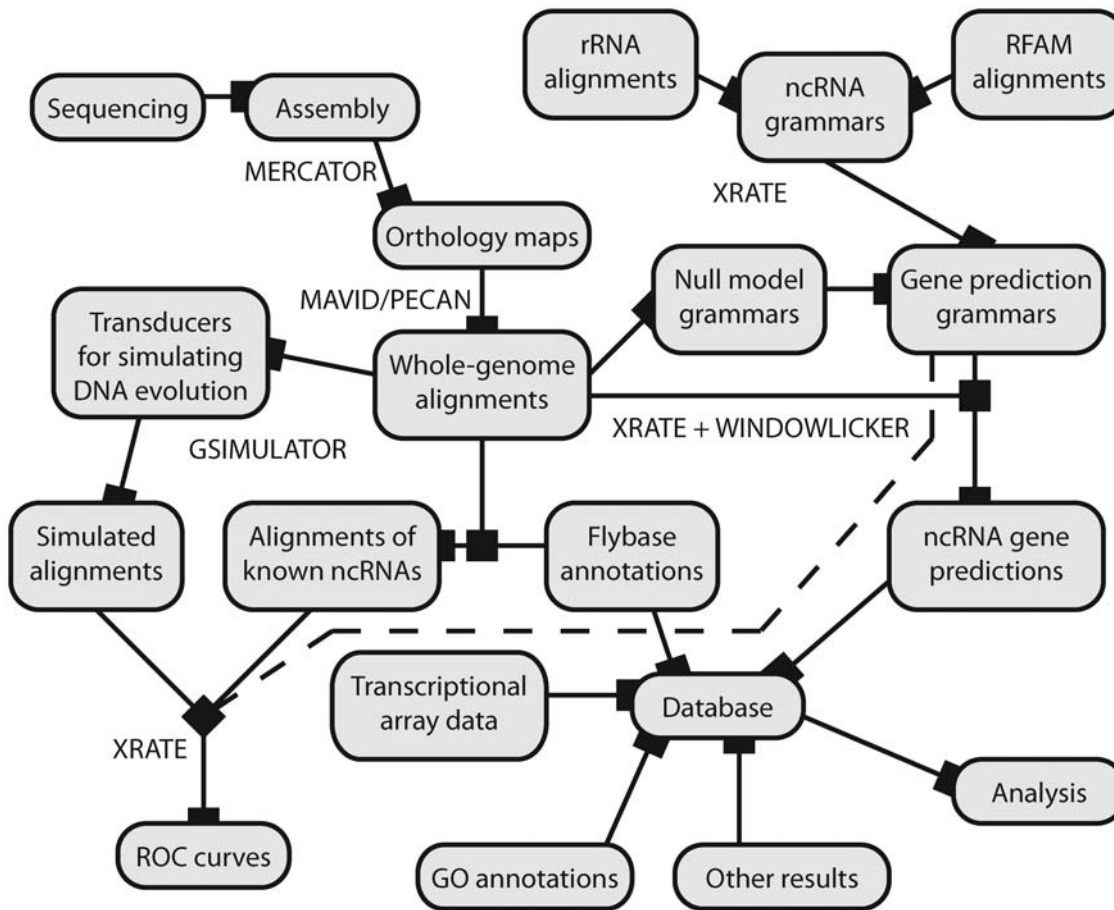 rRNA
alignments
RFAM
alignments
ncRNA
grammars
Sequencing
Assembly
MERCATOR
XRATE
Orthology maps
Null model
grammars
Gene prediction
grammars
MAVID/PECAN
Transducers
for simulating
DNA evolution
Whole-genome
alignments
XRATE + WINDOWLICKER
GSIMULATOR
Simulated
alignments
Alignments of
known ncRNAs
Flybase
annotations
ncRNA gene
predictions
Transcriptional
array data
Database
XRATE
Analysis
ROC curves
GO annotations
Other results